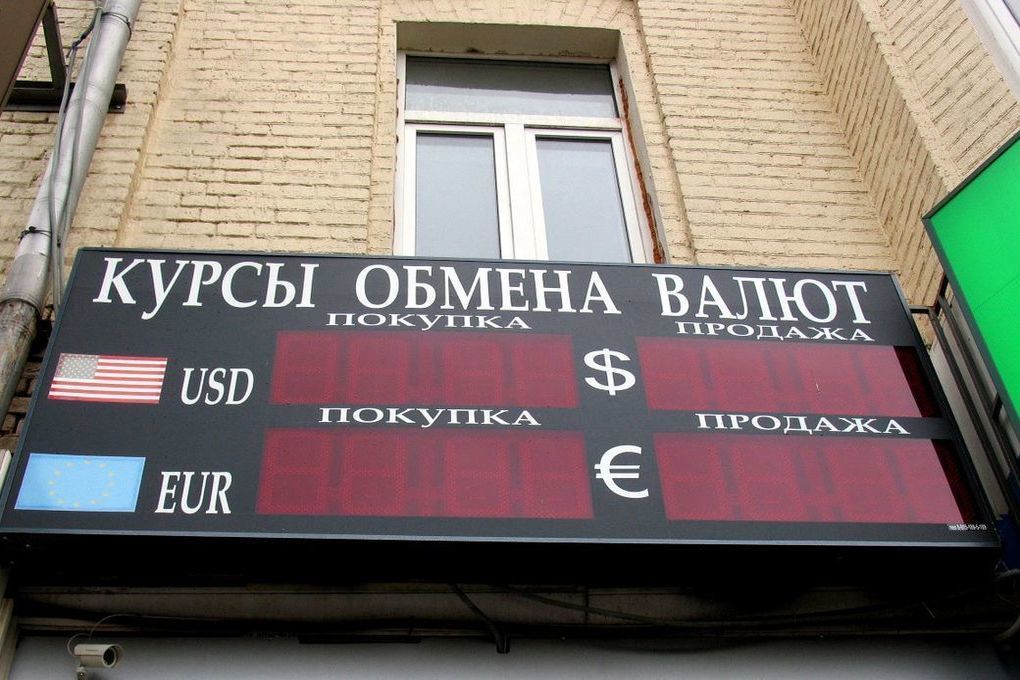 КУРСЫ ОБМЕНА ВАЛЮТ
ПОКУПКА ПРОДАЖА
USD $
ПОКУПКА ПРОДАЖА
EUR €